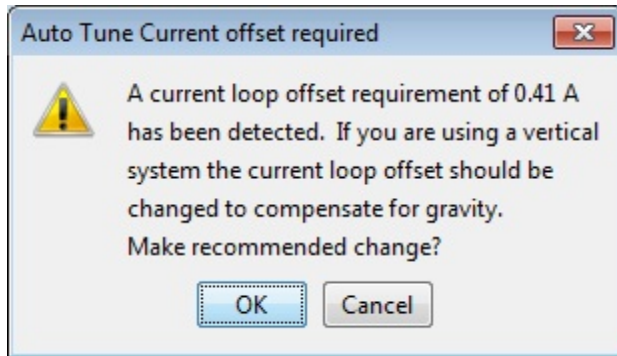 Auto Tune Current offset required
A current loop offset requirement of 0.41 A
has been detected.  If you are using a vertical
system the current loop offset should be
changed to compensate for gravity.
Make recommended change?
OK
Cancel